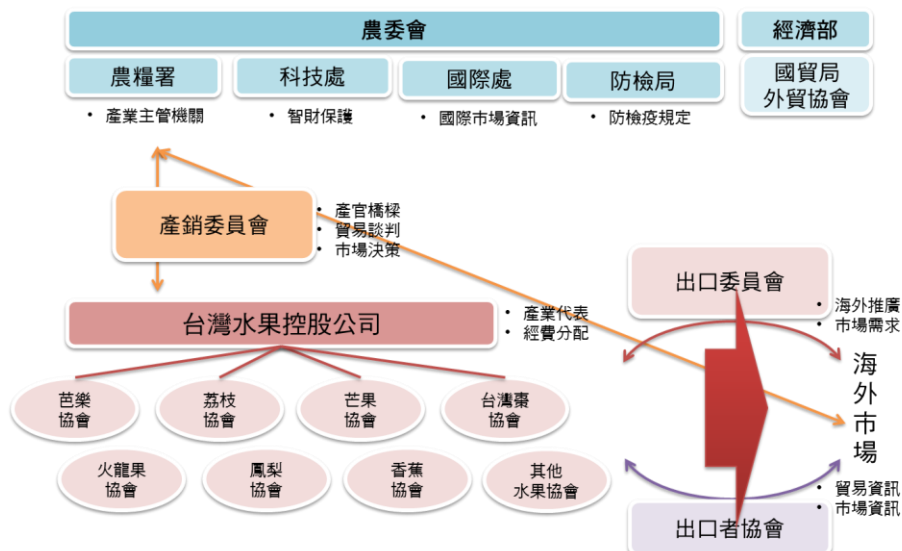 農委會
經濟部
農糧署
科技處
國際處
防檢局
國貿局
外貿協會
• 產業主管機關
• 智財保護
• 國際市場資訊
• 防檢疫規定
產銷委員會
• 產官橋樑
• 貿易談判
• 市場決策
出口委員會
• 海外推廣
• 市場需求
台灣水果控股公司
• 產業代表
• 經費分配
海外市場
芭樂
協會
荔枝
協會
芒果
協會
台灣棗
協會
火龍果
協會
鳳梨
協會
香蕉
協會
其他
水果協會
• 貿易資訊
• 市場資訊
出口者協會